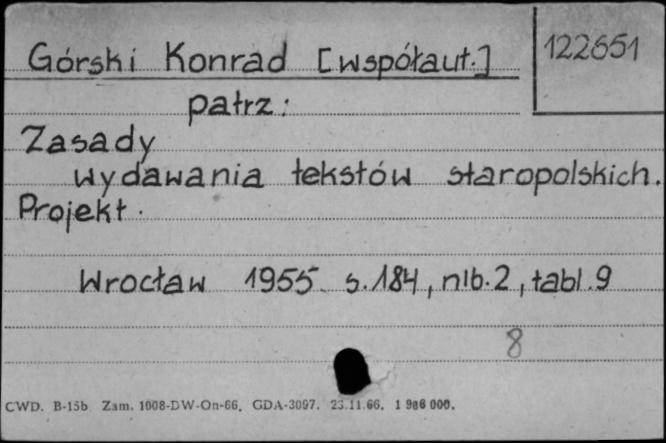 Górski Konrad [współaut.] 122651
patrz:
Zasady
wydawania tekstów staropolskich.
Projekt.
Wrocław 1955 s.184, nlb.2, tabl.9
8
CWD. B-15b Zam. 1008-DW-On-66. GDA-3097. 23.11.66. 1 986 000.